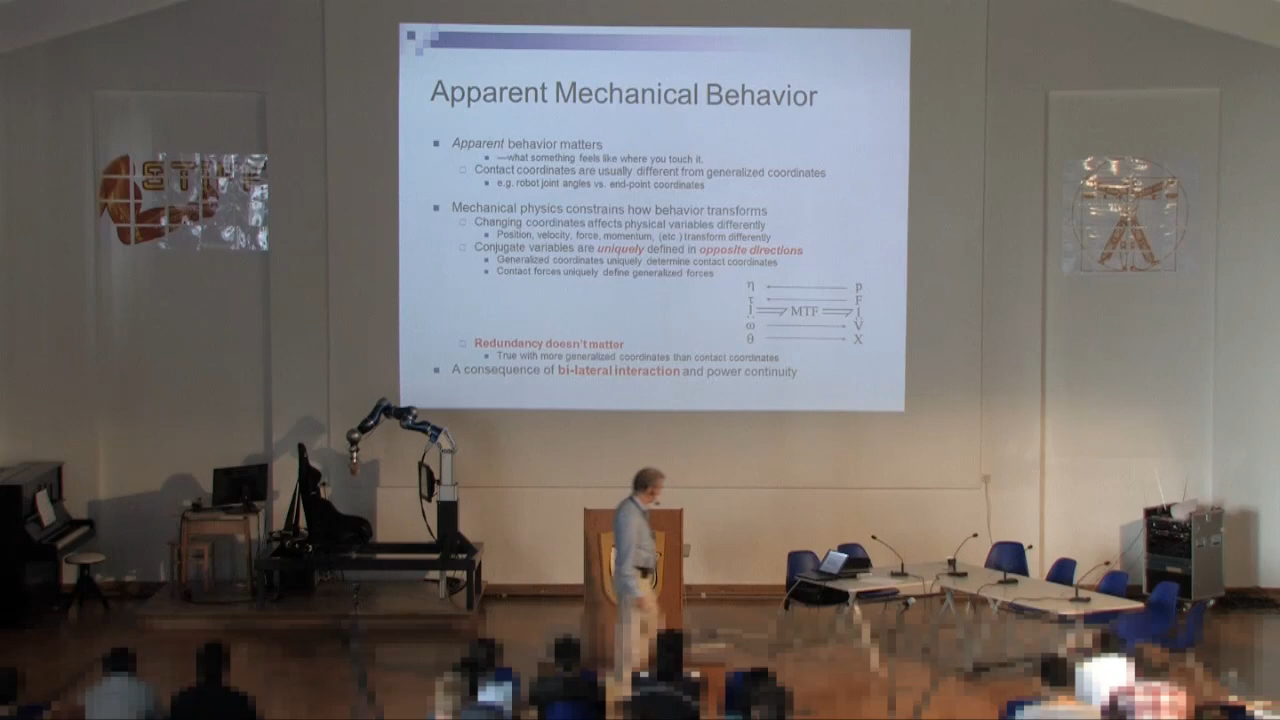 Apparent Mechanical Behavior
Apparent behavior matters
—what something feels like where you touch it.
Contact coordinates are usually different from generalized coordinates
e.g. robot joint angles vs. end-point coordinates
Mechanical physics constrains how behavior transforms
Changing coordinates affects physical variables differently
Position, velocity, force, momentum, (etc.) transform differently
Conjugate variables are uniquely defined in opposite directions
Generalized coordinates uniquely determine contact coordinates
Contact forces uniquely define generalized forces
η p
τ F
MTF
ω V
θ X
Redundancy doesn't matter
True with more generalized coordinates than contact coordinates
A consequence of bi-lateral interaction and power continuity